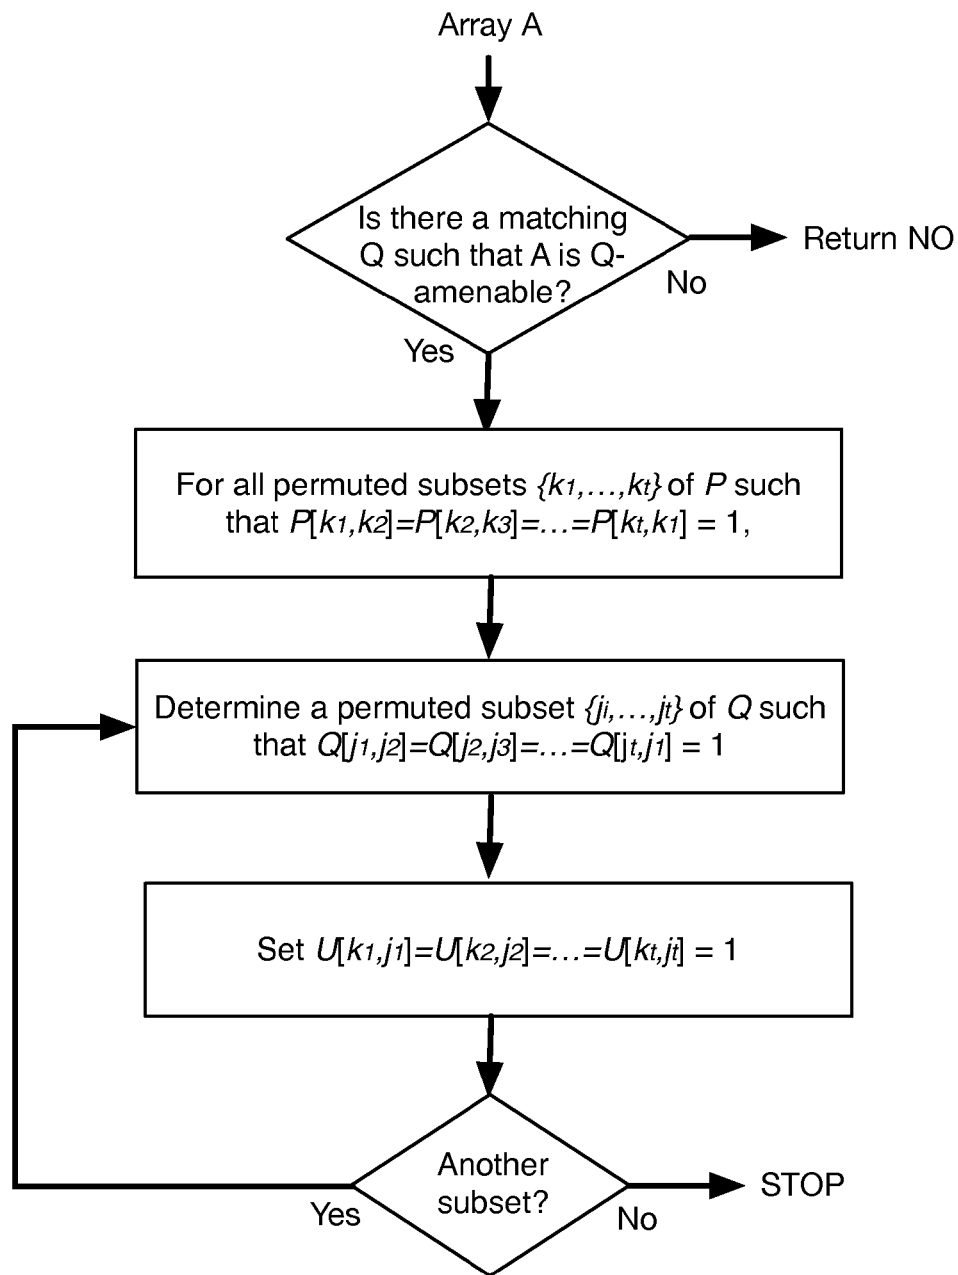 Array A
Is there a matching
Q such that A is Q-
amenable?
Return NO
No
Yes
For all permuted subsets {k1,…,kt} of P such
that P[k1,k2]=P[k2,k3]=…=P[kt,k1] = 1,
Determine a permuted subset {ji,…,jt} of Q such
that Q[j1,j2]=Q[j2,j3]=…=Q[jt,j1] = 1
Set U[k1,j1]=U[k2,j2]=…=U[kt,jt] = 1
Another
subset?
STOP
Yes
No